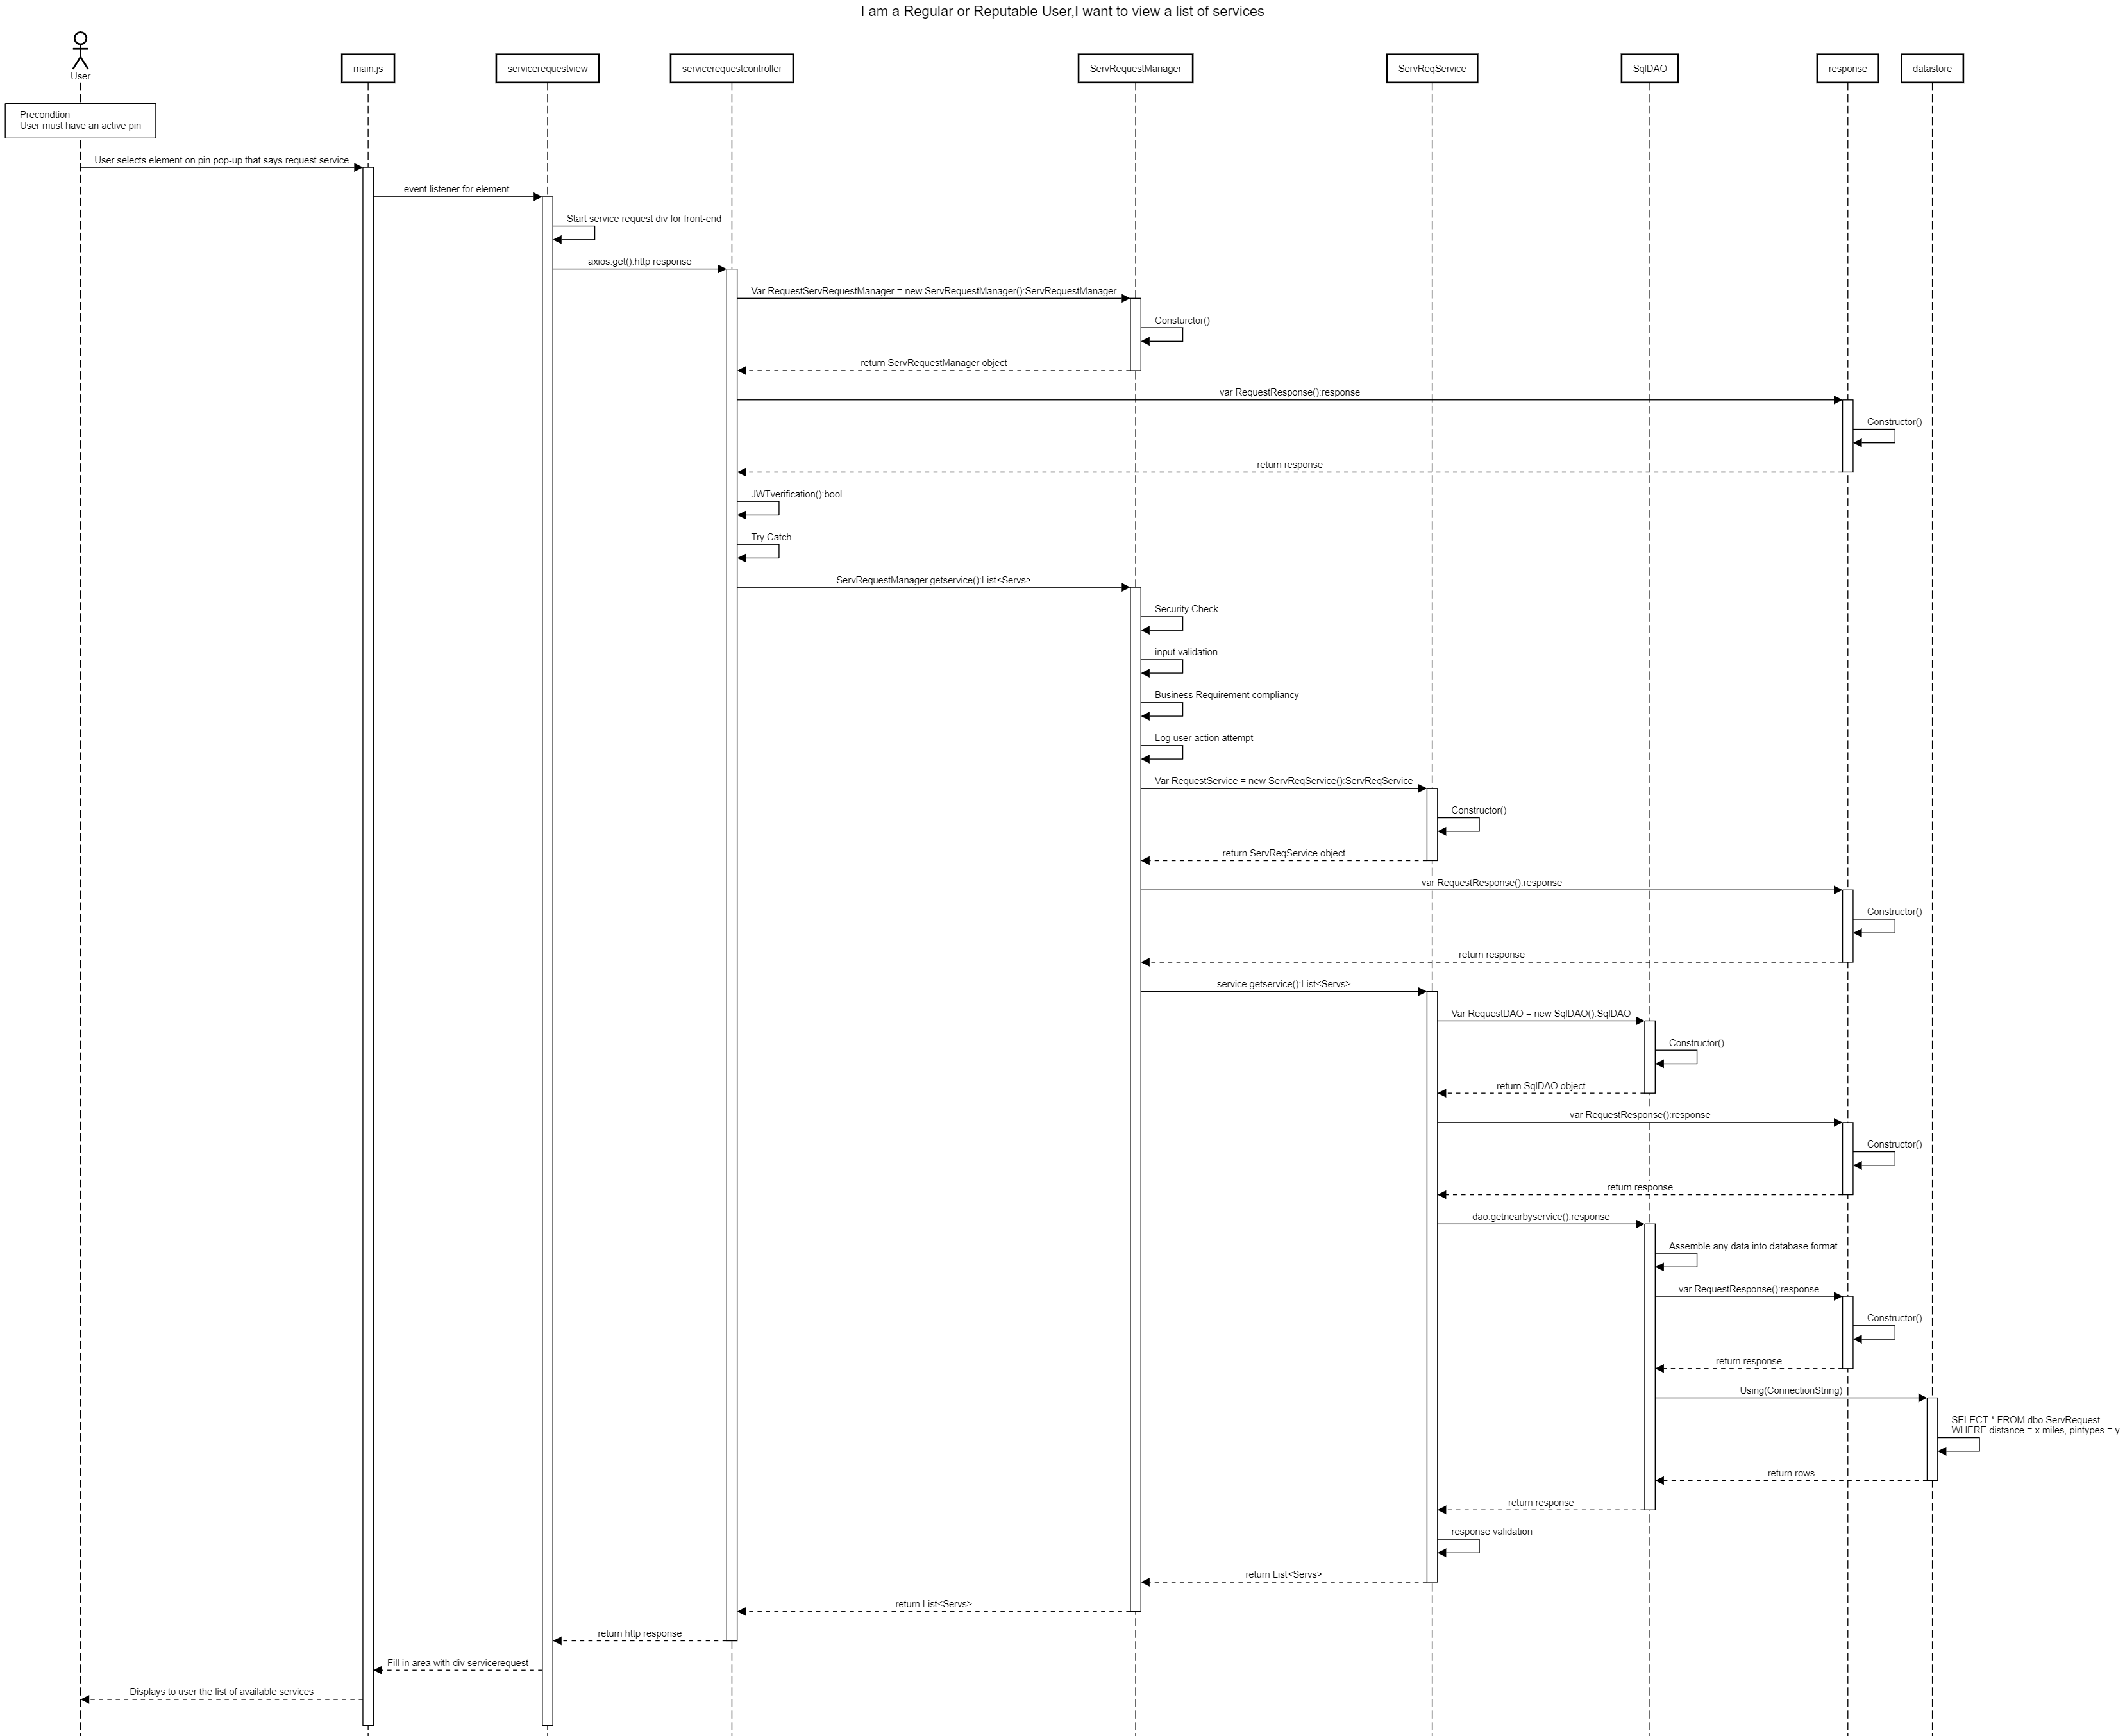 I am a Regular or Reputable User,I want to view a list of services
User
main.js
servicerequestview
servicerequestcontroller
ServRequestManager
ServReqService
SqlDAO
response
datastore
Precondtion
User must have an active pin
User selects element on pin pop-up that says request service
event listener for element
Start service request div for front-end
axios.get():http response
Var RequestServRequestManager = new ServRequestManager():ServRequestManager
Consturctor()
return ServRequestManager object
var RequestResponse():response
Constructor()
return response
JWTverification():bool
Try Catch
ServRequestManager.getservice():List<Servs>
Security Check
input validation
Business Requirement compliancy
Log user action attempt
Var RequestService = new ServReqService():ServReqService
Constructor()
return ServReqService object
var RequestResponse():response
Constructor()
return response
service.getservice():List<Servs>
Var RequestDAO = new SqlDAO():SqlDAO
Constructor()
return SqlDAO object
var RequestResponse():response
Constructor()
return response
dao.getnearbyservice():response
Assemble any data into database format
var RequestResponse():response
Constructor()
return response
Using(ConnectionString)
SELECT * FROM dbo.ServRequest
WHERE distance = x miles, pintypes = y
return rows
return response
response validation
return List<Servs>
return List<Servs>
return http response
Fill in area with div servicerequest
Displays to user the list of available services